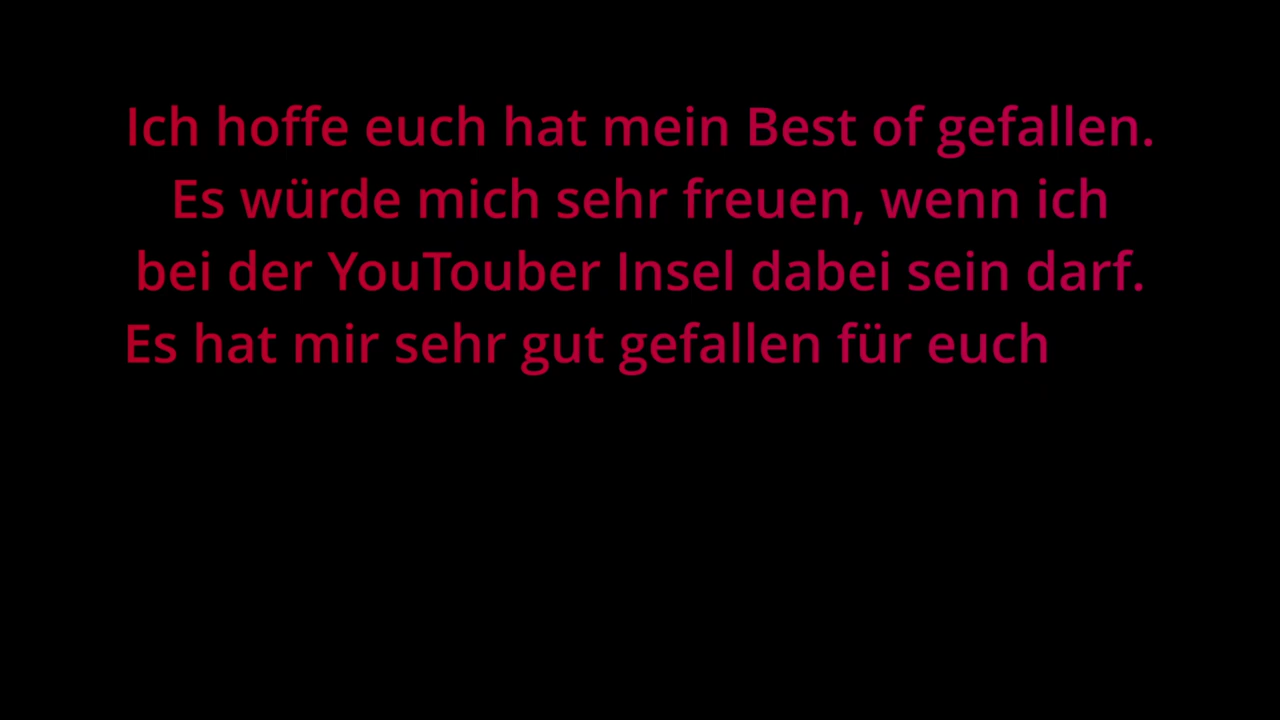 Ich hoffe euch hat mein Best of gefallen.
Es würde mich sehr freuen, wenn ich
bei der YouTouber Insel dabei sein darf.
Es hat mir sehr gut gefallen für euch